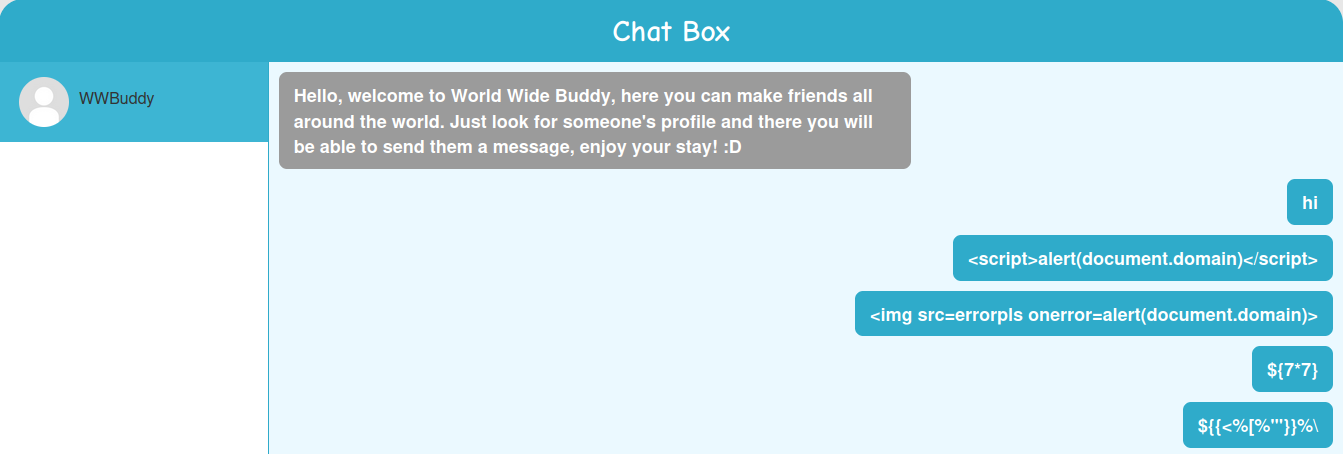 Chat Box
WWBuddy
Hello, welcome to World Wide Buddy, here you can make friends all
around the world. Just look for someone's profile and there you will
be able to send them a message, enjoy your stay! :D
hi
<script>alert(document.domain)</script>
<img src=errorpls onerror=alert(document.domain)>
${7*7}
${{<%[%'"}}%\